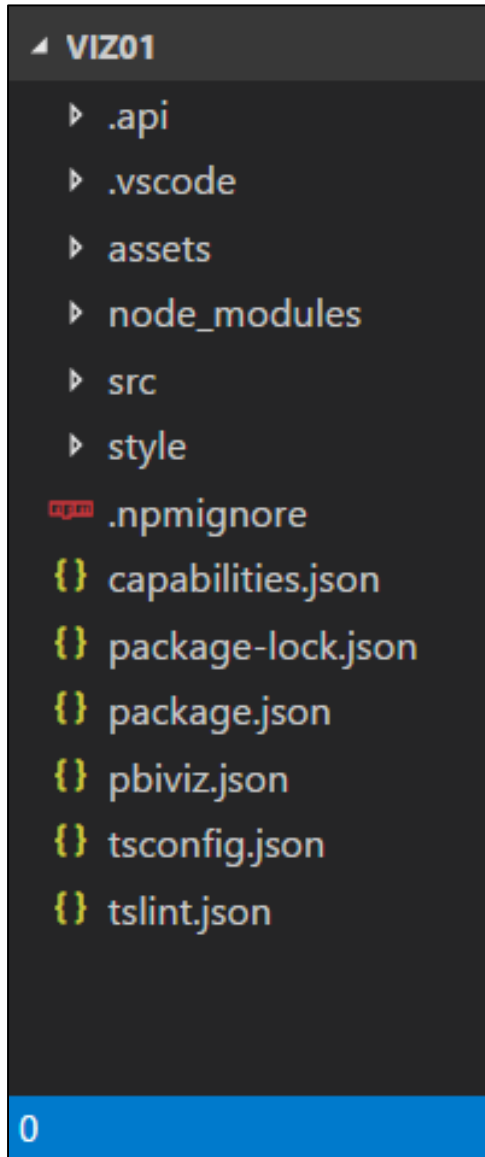 VIZ01
.api
.vscode
assets
node_modules
src
style
npm .npmignore
{} capabilities.json
{} package-lock.json
{} package.json
{} pbiviz.json
{} tsconfig.json
{} tslint.json
0